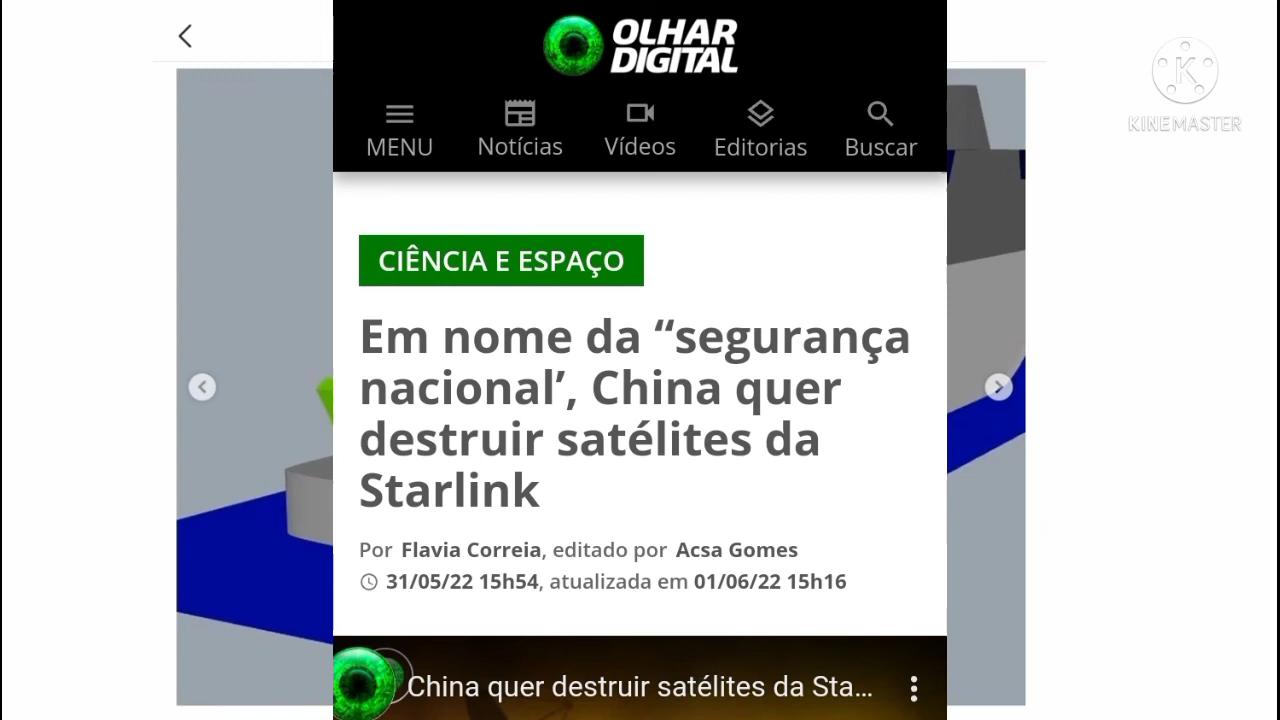 OLHAR
DIGITAL
K
KINEMASTER
MENU
Notícias
Vídeos
Editorias
Buscar
CIÊNCIA E ESPAÇO
Em nome da “segurança
nacional’, China quer
destruir satélites da
Starlink
Por Flavia Correia, editado por Acsa Gomes
31/05/22 15h54, atualizada em 01/06/22 15h16
China quer destruir satélites da Sta...